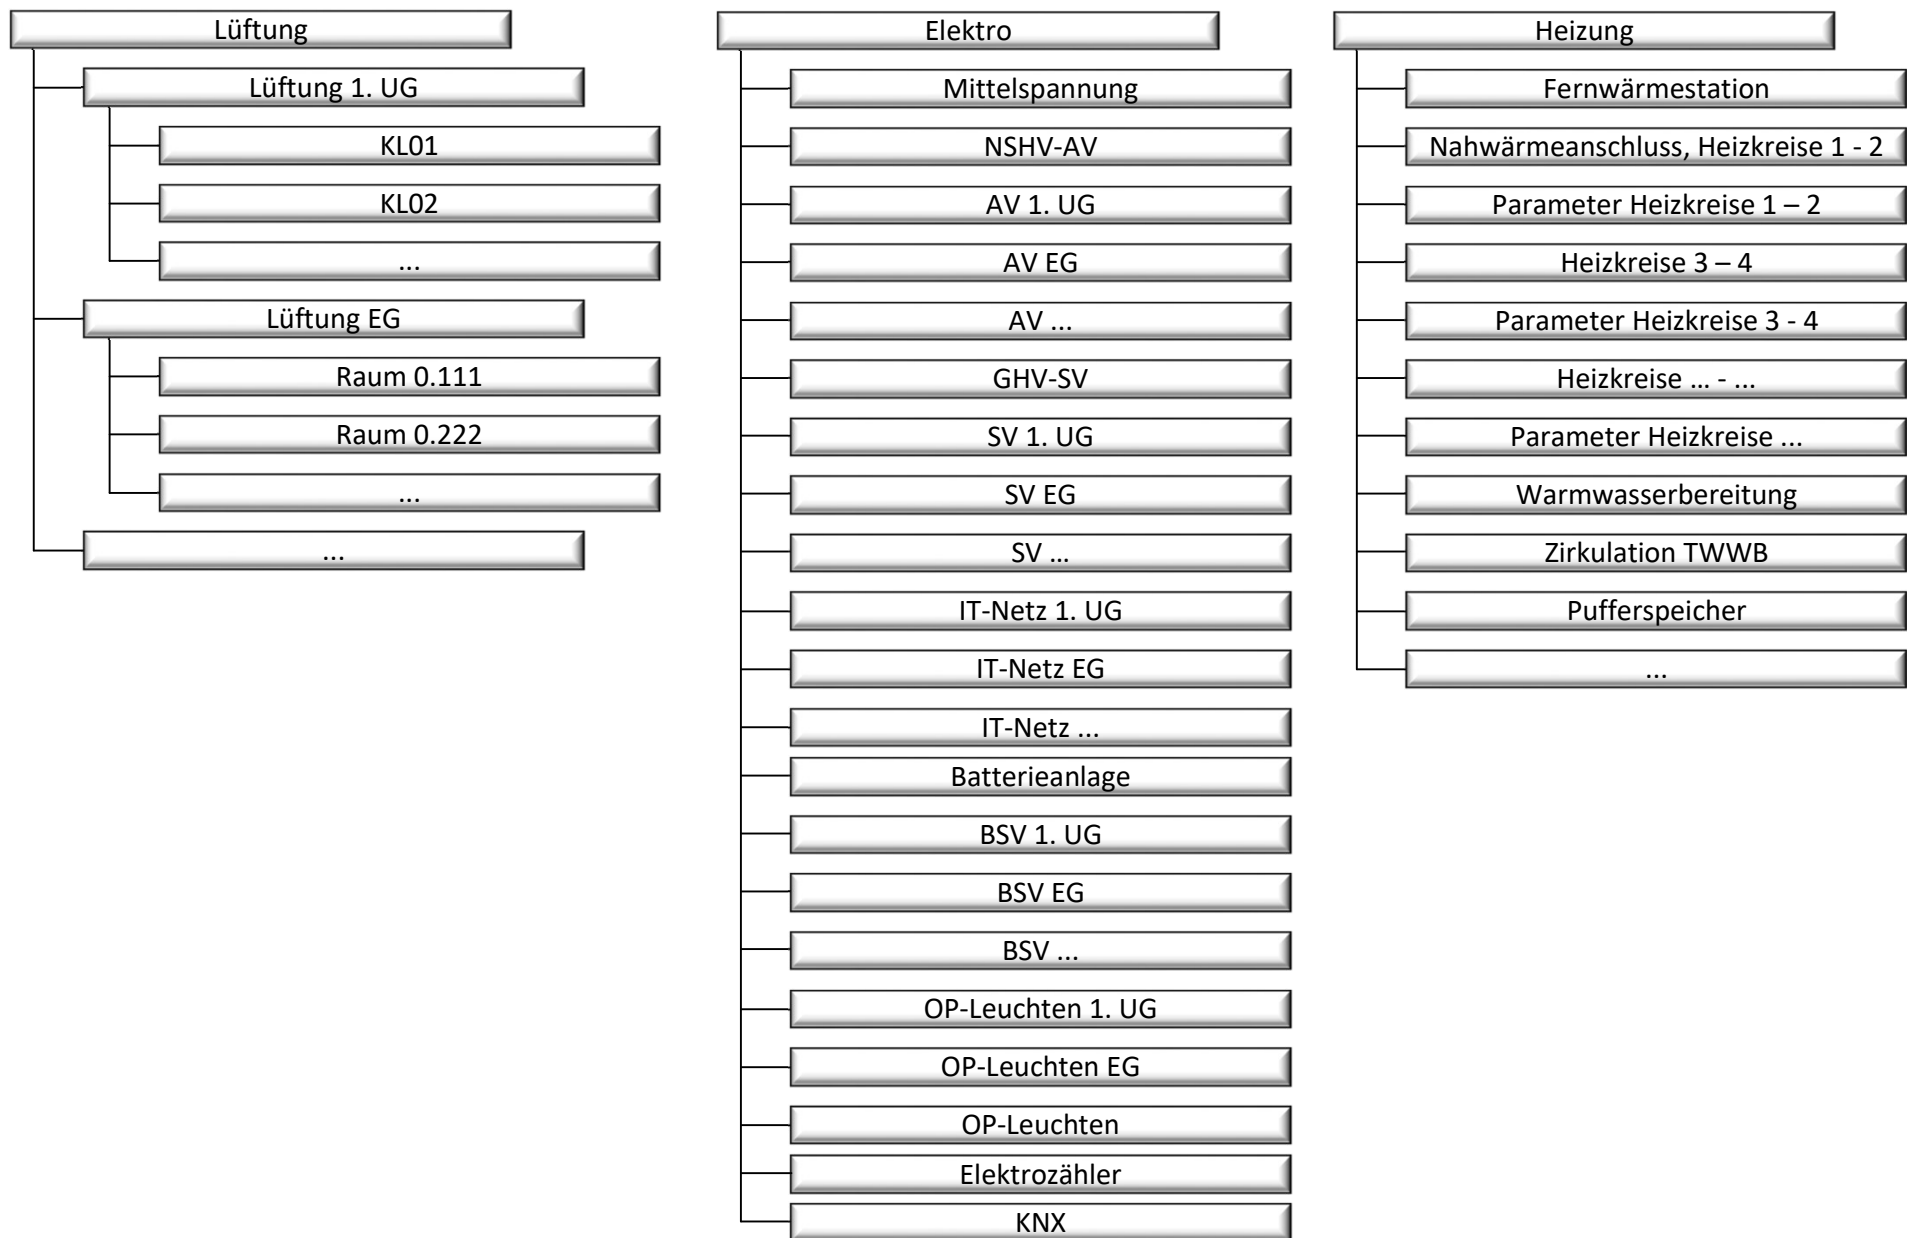 Lüftung
Lüftung 1. UG
KL01
KL02
...
Lüftung EG
Raum 0.111
Raum 0.222
...
...
Elektro
Mittelspannung
NSHV-AV
AV 1. UG
AV EG
AV ...
GHV-SV
SV 1. UG
SV EG
SV ...
IT-Netz 1. UG
IT-Netz EG
IT-Netz ...
Batterieanlage
BSV 1. UG
BSV EG
BSV ...
OP-Leuchten 1. UG
OP-Leuchten EG
OP-Leuchten
Elektrozähler
KNX
Heizung
Fernwärmestation
Nahwärmeanschluss, Heizkreise 1 - 2
Parameter Heizkreise 1 – 2
Heizkreise 3 – 4
Parameter Heizkreise 3 - 4
Heizkreise ... - ...
Parameter Heizkreise ...
Warmwasserbereitung
Zirkulation TWWB
Pufferspeicher
...